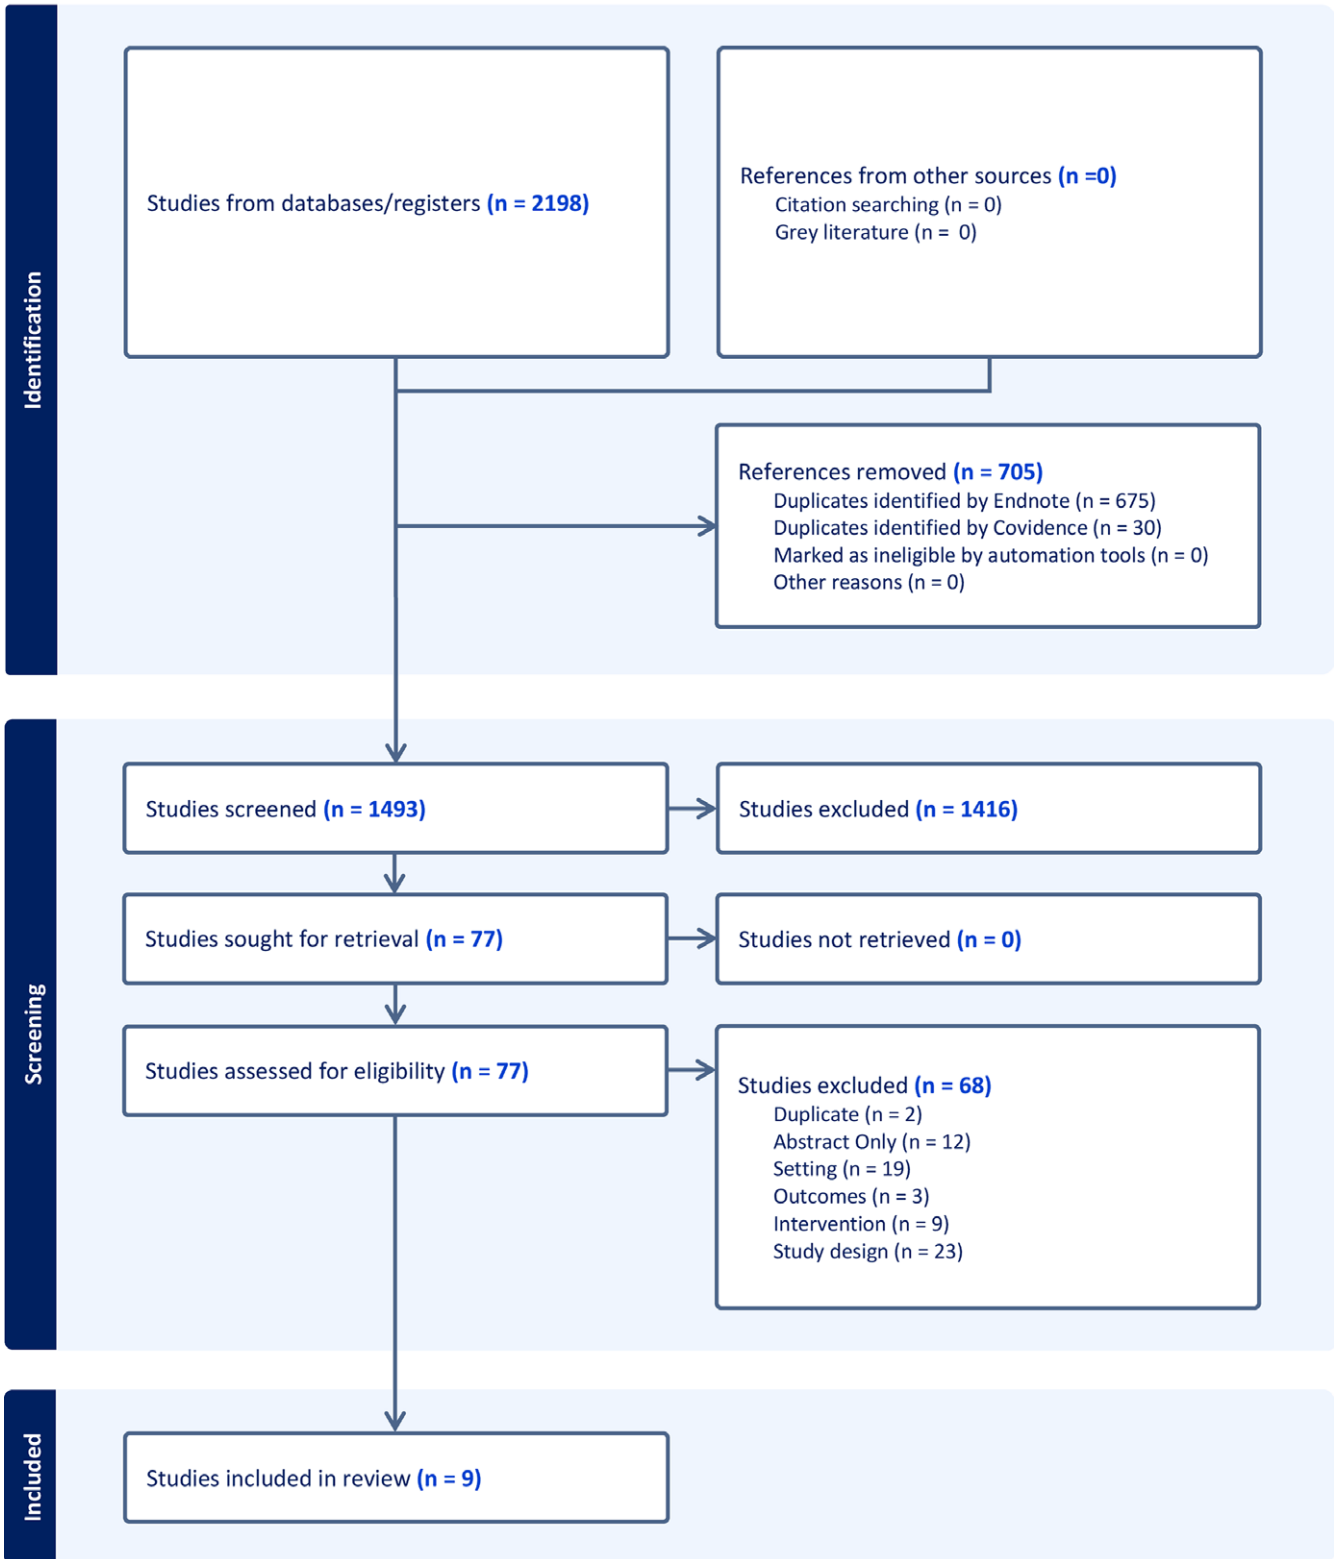 Identification
Studies from databases/registers (n = 2198)
References from other sources (n =0)
Citation searching (n = 0)
Grey literature (n =  0)
References removed (n = 705)
Duplicates identified by Endnote (n = 675)
Duplicates identified by Covidence (n = 30)
Marked as ineligible by automation tools (n = 0)
Other reasons (n = 0)
Screening
Studies screened (n = 1493)
Studies excluded (n = 1416)
Studies sought for retrieval (n = 77)
Studies not retrieved (n = 0)
Studies assessed for eligibility (n = 77)
Studies excluded (n = 68)
Duplicate (n = 2)
Abstract Only (n = 12)
Setting (n = 19)
Outcomes (n = 3)
Intervention (n = 9)
Study design (n = 23)
Included
Studies included in review (n = 9)